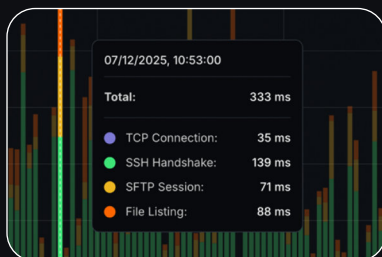 07/12/2025, 10:53:00
Total: 333 ms
TCP Connection: 35 ms
SSH Handshake: 139 ms
SFTP Session: 71 ms
File Listing: 88 ms